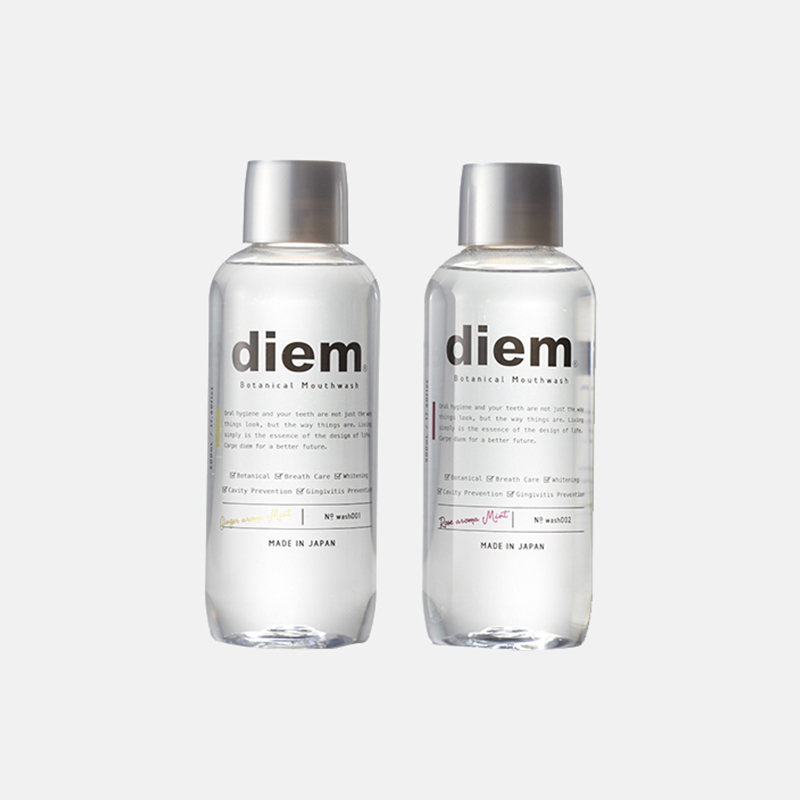 diem®
Botanical Mouthwash
Oral hygiene and your teeth are not just the way
things look, but the way things are. Living
simply is the essence of the design of life.
Carpe diem for a better future.
☑Botanical ☑Breath Care ☑Whitening
☑Cavity Prevention ☑Gingivitis Prevention
Ginger aroma Mint | Nº wash001
MADE IN JAPAN
diem®
Botanical Mouthwash
Oral hygiene and your teeth are not just the way
things look, but the way things are. Living
simply is the essence of the design of life.
Carpe diem for a better future.
☑Botanical ☑Breath Care ☑Whitening
☑Cavity Prevention ☑Gingivitis Prevention
Rose aroma Mint | Nº wash002
MADE IN JAPAN